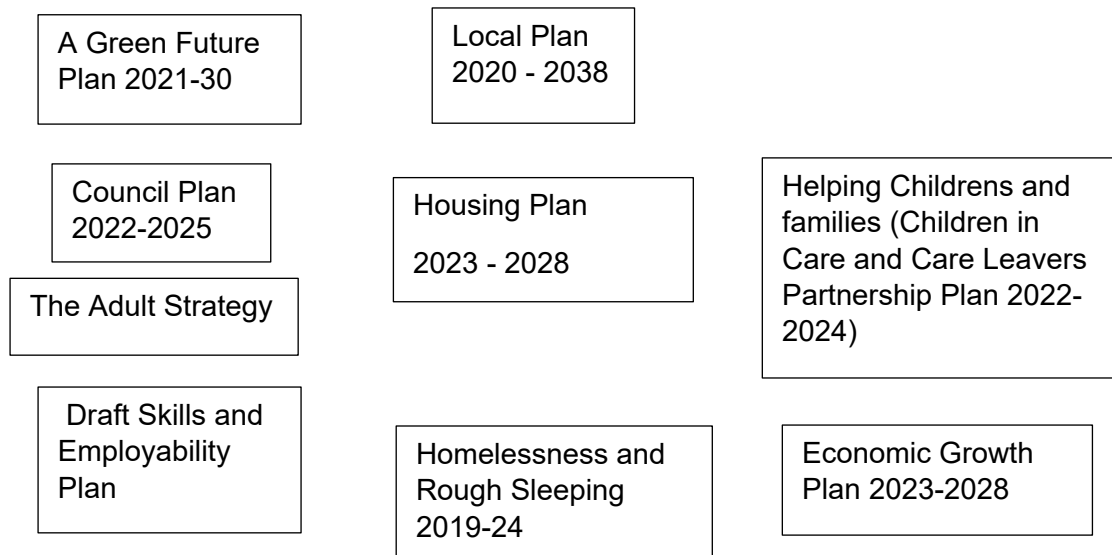 A Green Future
Plan 2021-30
Local Plan
2020 - 2038
Council Plan
2022-2025
Housing Plan
2023 - 2028
Helping Childrens and
families (Children in
Care and Care Leavers
Partnership Plan 2022-
2024)
The Adult Strategy
Draft Skills and
Employability
Plan
Homelessness and
Rough Sleeping
2019-24
Economic Growth
Plan 2023-2028